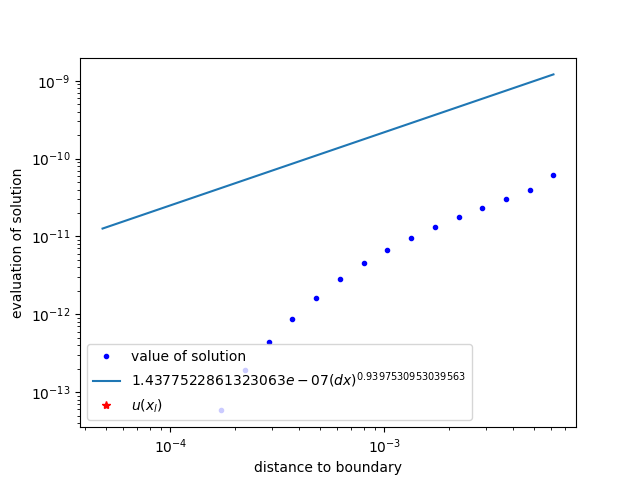 10⁻⁹
10⁻¹⁰
10⁻¹¹
10⁻¹²
10⁻¹³
evaluation of solution
value of solution
1.4377522861323063e − 07(dx)^0.9397530953039563
u(x_l)
10⁻⁴ 10⁻³
distance to boundary